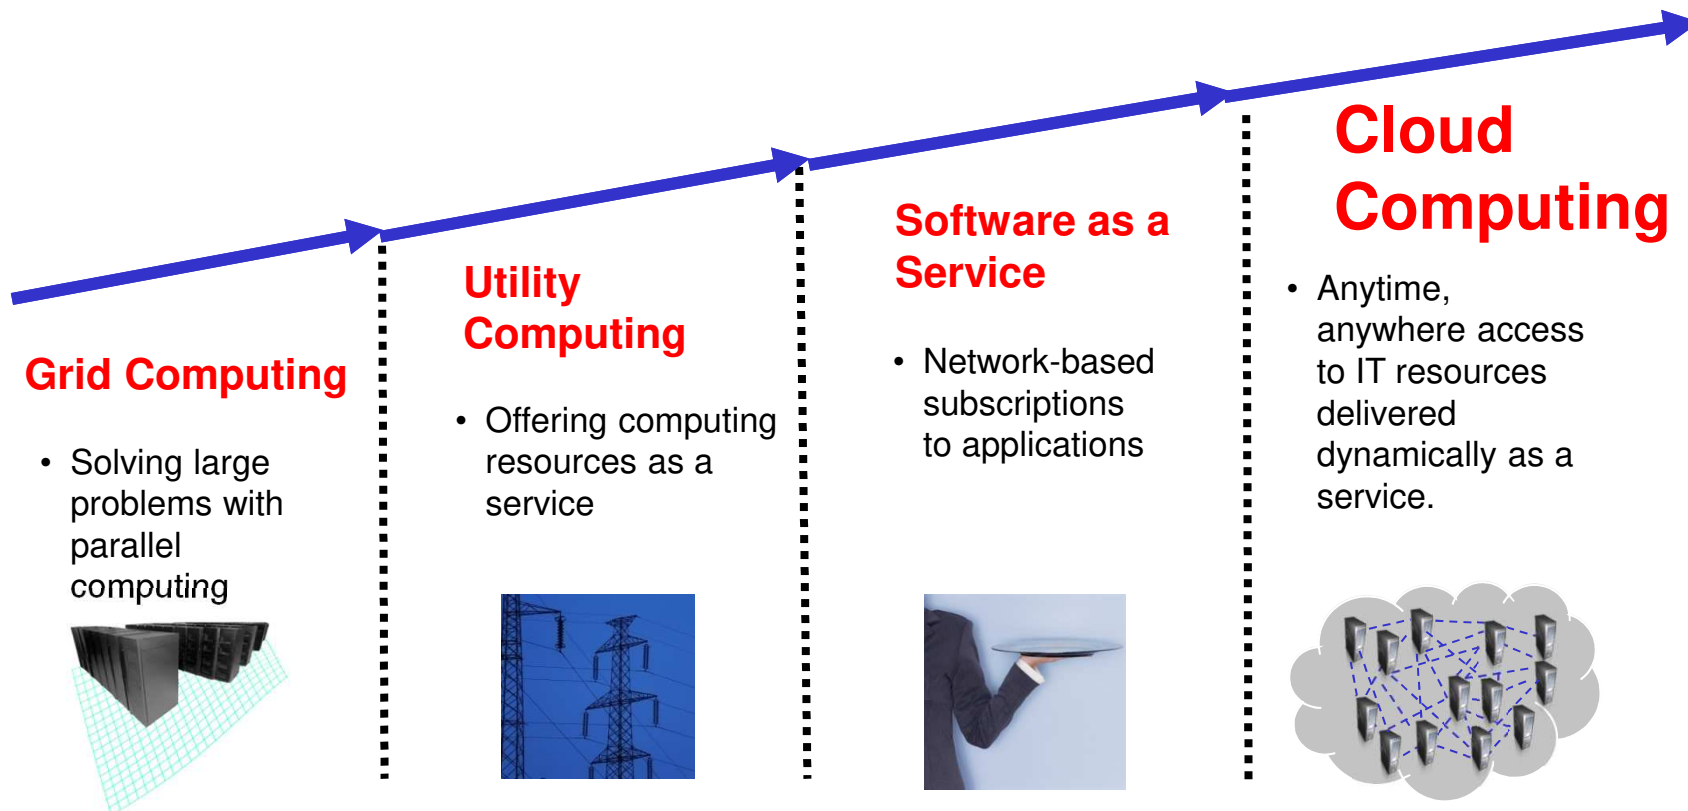 Grid Computing
• Solving large
problems with
parallel
computing
Utility
Computing
• Offering computing
resources as a
service
Software as a
Service
• Network-based
subscriptions
to applications
Cloud
Computing
• Anytime,
anywhere access
to IT resources
delivered
dynamically as a
service.